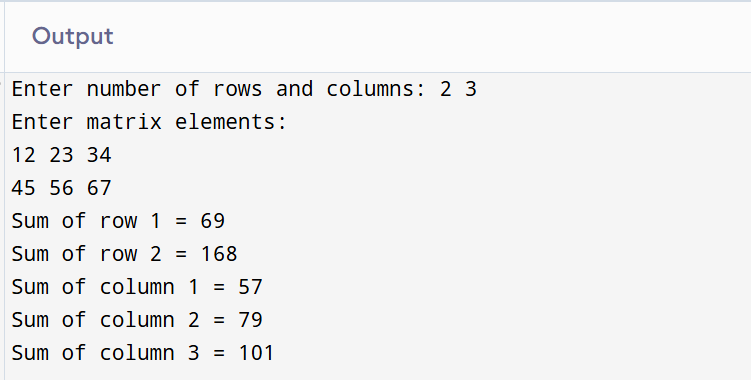 Output
Enter number of rows and columns: 2 3
Enter matrix elements:
12 23 34
45 56 67
Sum of row 1 = 69
Sum of row 2 = 168
Sum of column 1 = 57
Sum of column 2 = 79
Sum of column 3 = 101